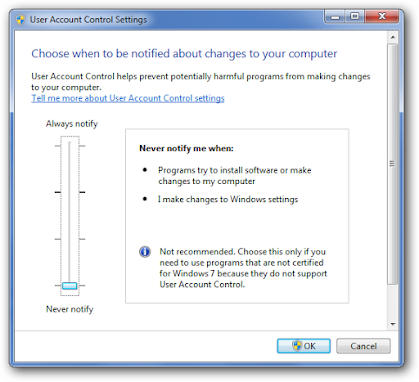 User Account Control Settings
Choose when to be notified about changes to your computer
User Account Control helps prevent potentially harmful programs from making changes
to your computer.
Tell me more about User Account Control settings
Always notify
Never notify me when:
• Programs try to install software or make
changes to my computer
• I make changes to Windows settings
Not recommended. Choose this only if you
need to use programs that are not certified
for Windows 7 because they do not support
User Account Control.
Never notify
OK
Cancel